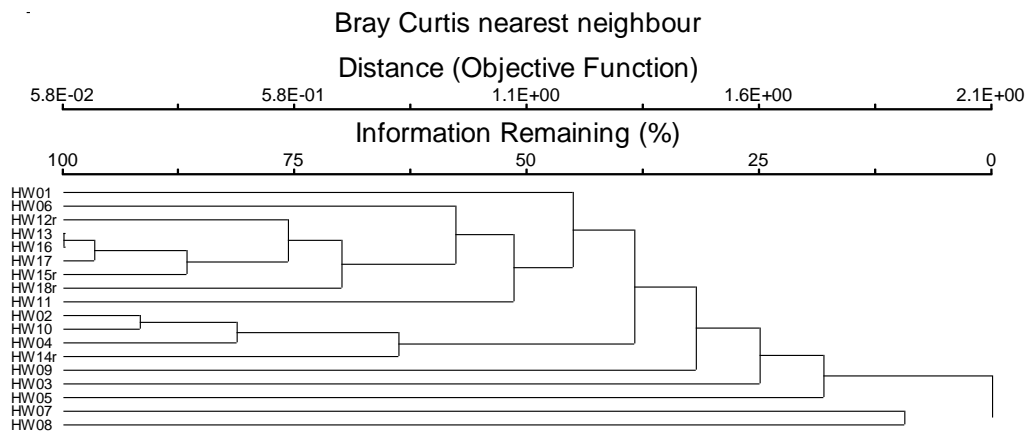 Bray Curtis nearest neighbour
Distance (Objective Function)
5.8E-02 5.8E-01 1.1E+00 1.6E+00 2.1E+00
Information Remaining (%)
100 75 50 25 0
HW01
HW06
HW12r
HW13
HW16
HW17
HW15r
HW18r
HW11
HW02
HW10
HW04
HW14r
HW09
HW03
HW05
HW07
HW08